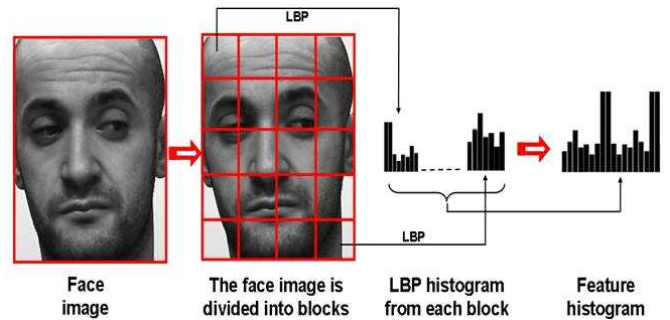 LBP
LBP
Face
image
The face image is
divided into blocks
LBP histogram
from each block
Feature
histogram